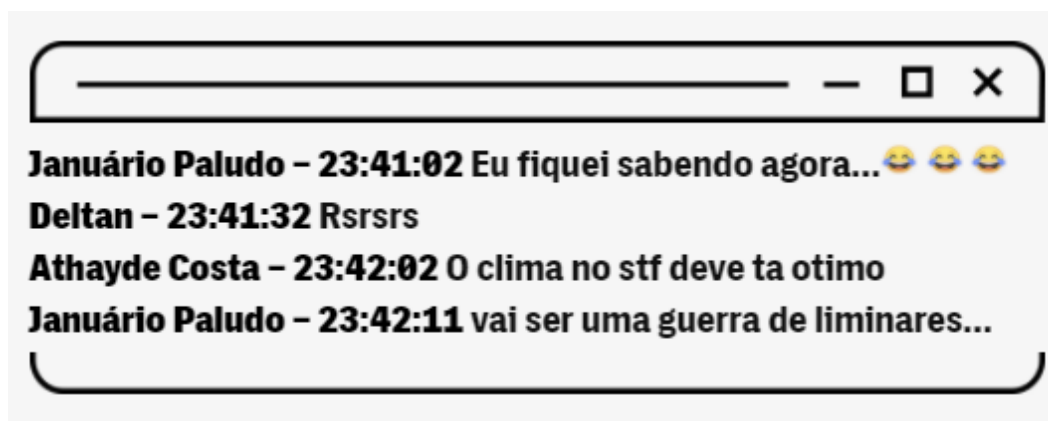 Januário Paludo – 23:41:02 Eu fiquei sabendo agora...😂 😂 😂
Deltan – 23:41:32 Rsrsrs
Athayde Costa – 23:42:02 O clima no stf deve ta otimo
Januário Paludo – 23:42:11 vai ser uma guerra de liminares...